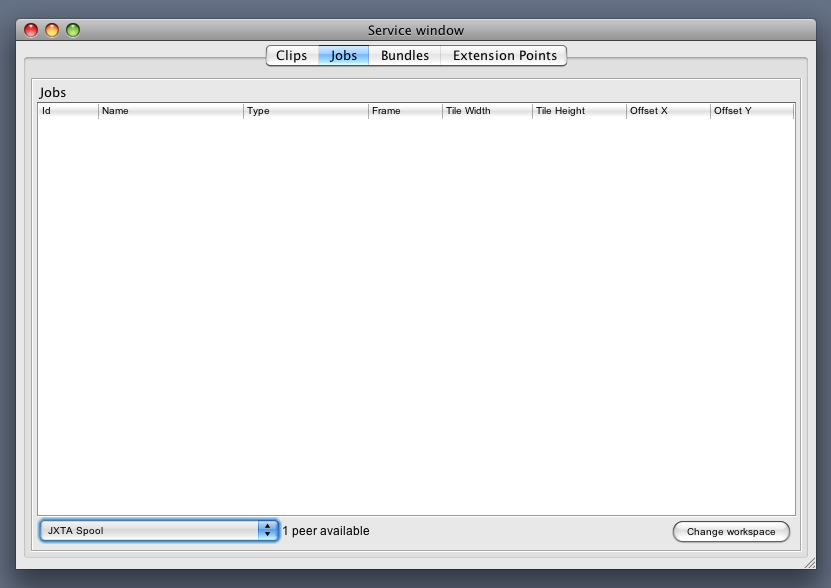 Service window
Clips Jobs Bundles Extension Points
Jobs
Id Name Type Frame Tile Width Tile Height Offset X Offset Y
JXTA Spool 1 peer available Change workspace